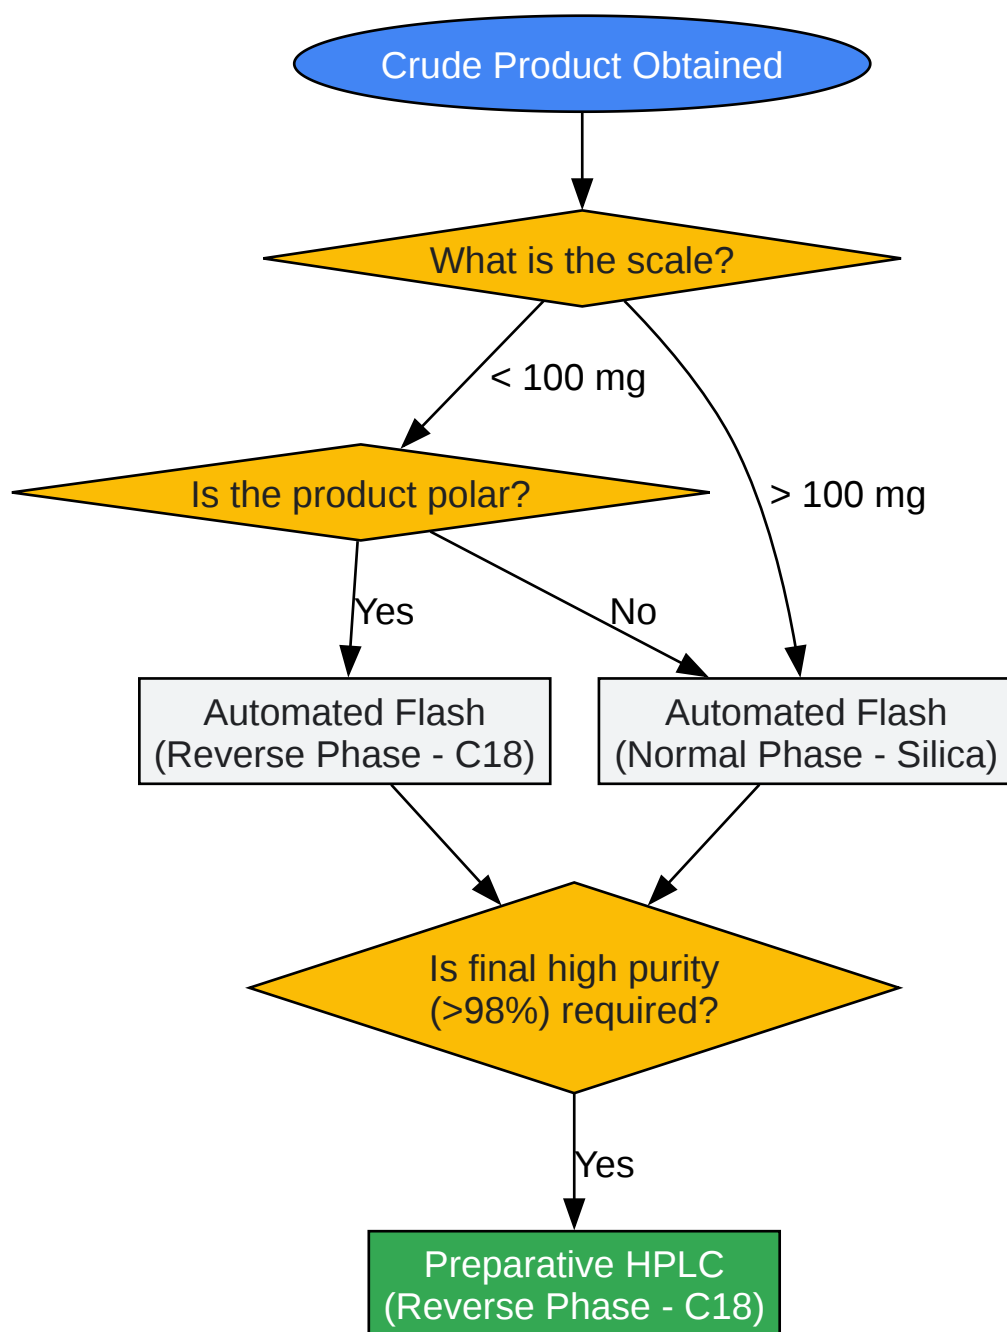 Crude Product Obtained
What is the scale?
< 100 mg
Is the product polar?
> 100 mg
Yes
No
Automated Flash
(Reverse Phase - C18)
Automated Flash
(Normal Phase - Silica)
Is final high purity
(>98%) required?
Yes
Preparative HPLC
(Reverse Phase - C18)